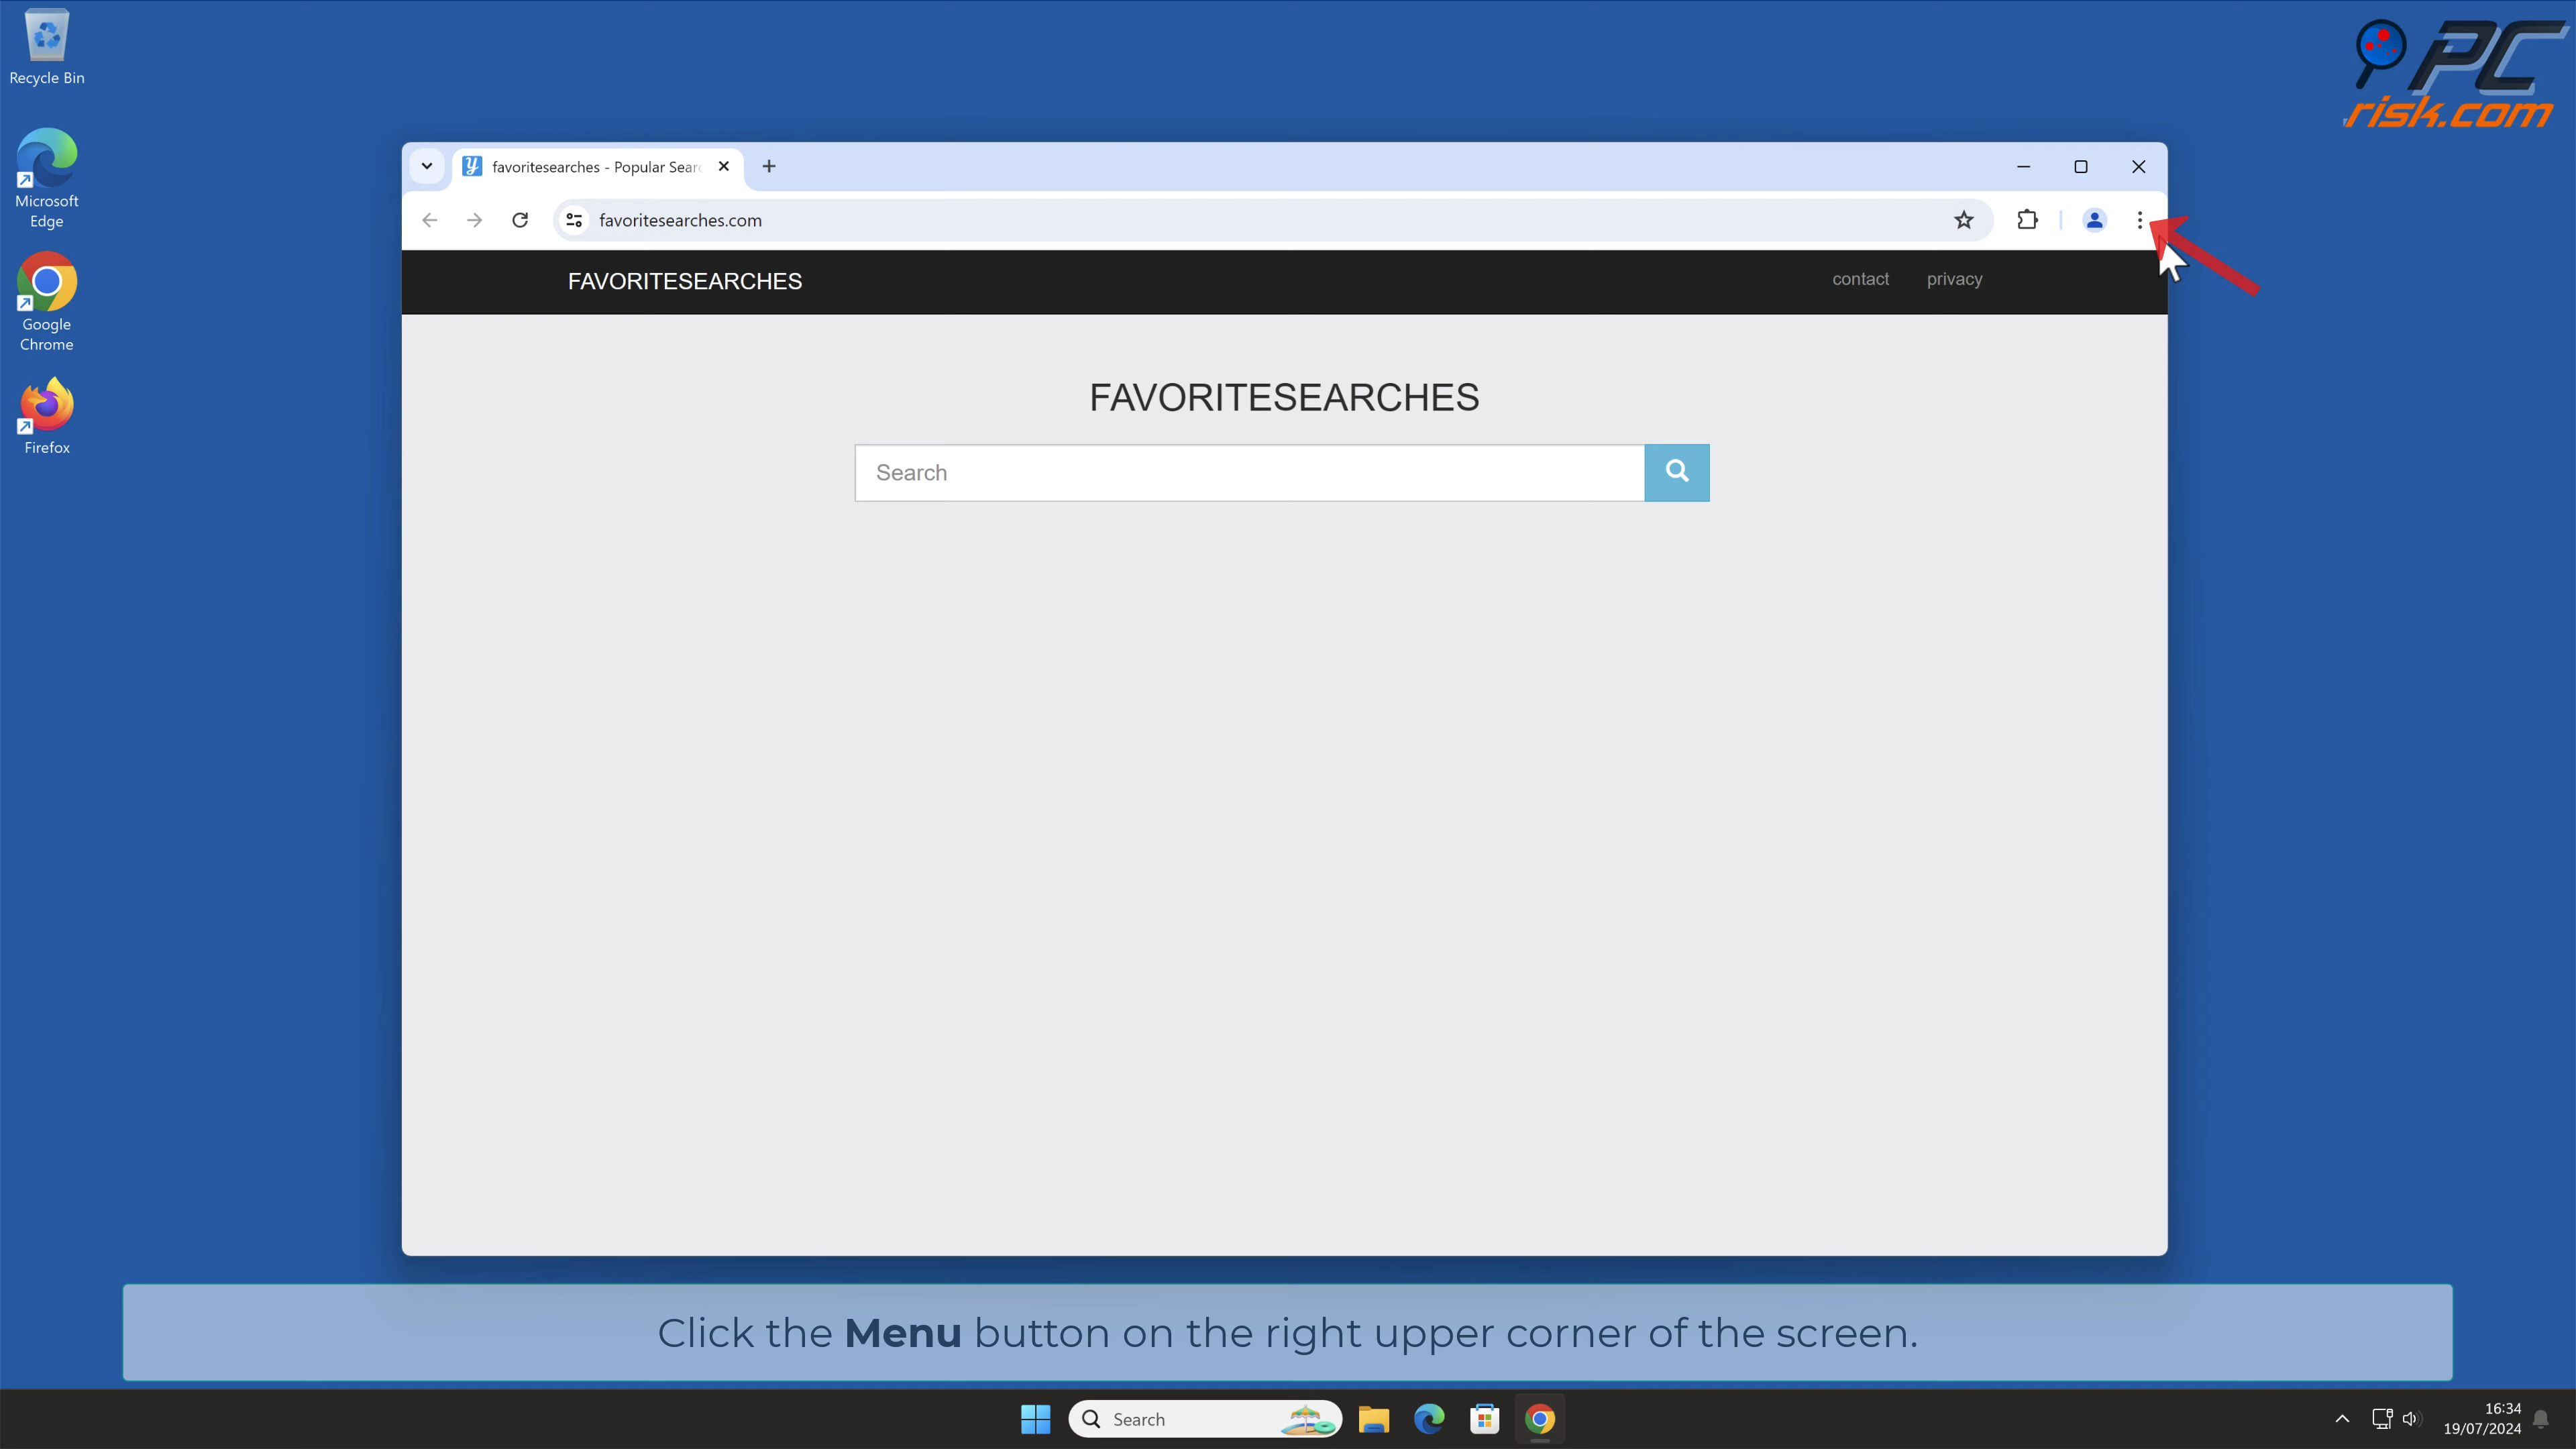 Recycle Bin
Microsoft
Edge
Google
Chrome
Firefox
PC
risk.com
favoritesearches - Popular Sear
favoritesearches.com
FAVORITESEARCHES
contact
privacy
FAVORITESEARCHES
Search
Click the Menu button on the right upper corner of the screen.
Search
16:34
19/07/2024